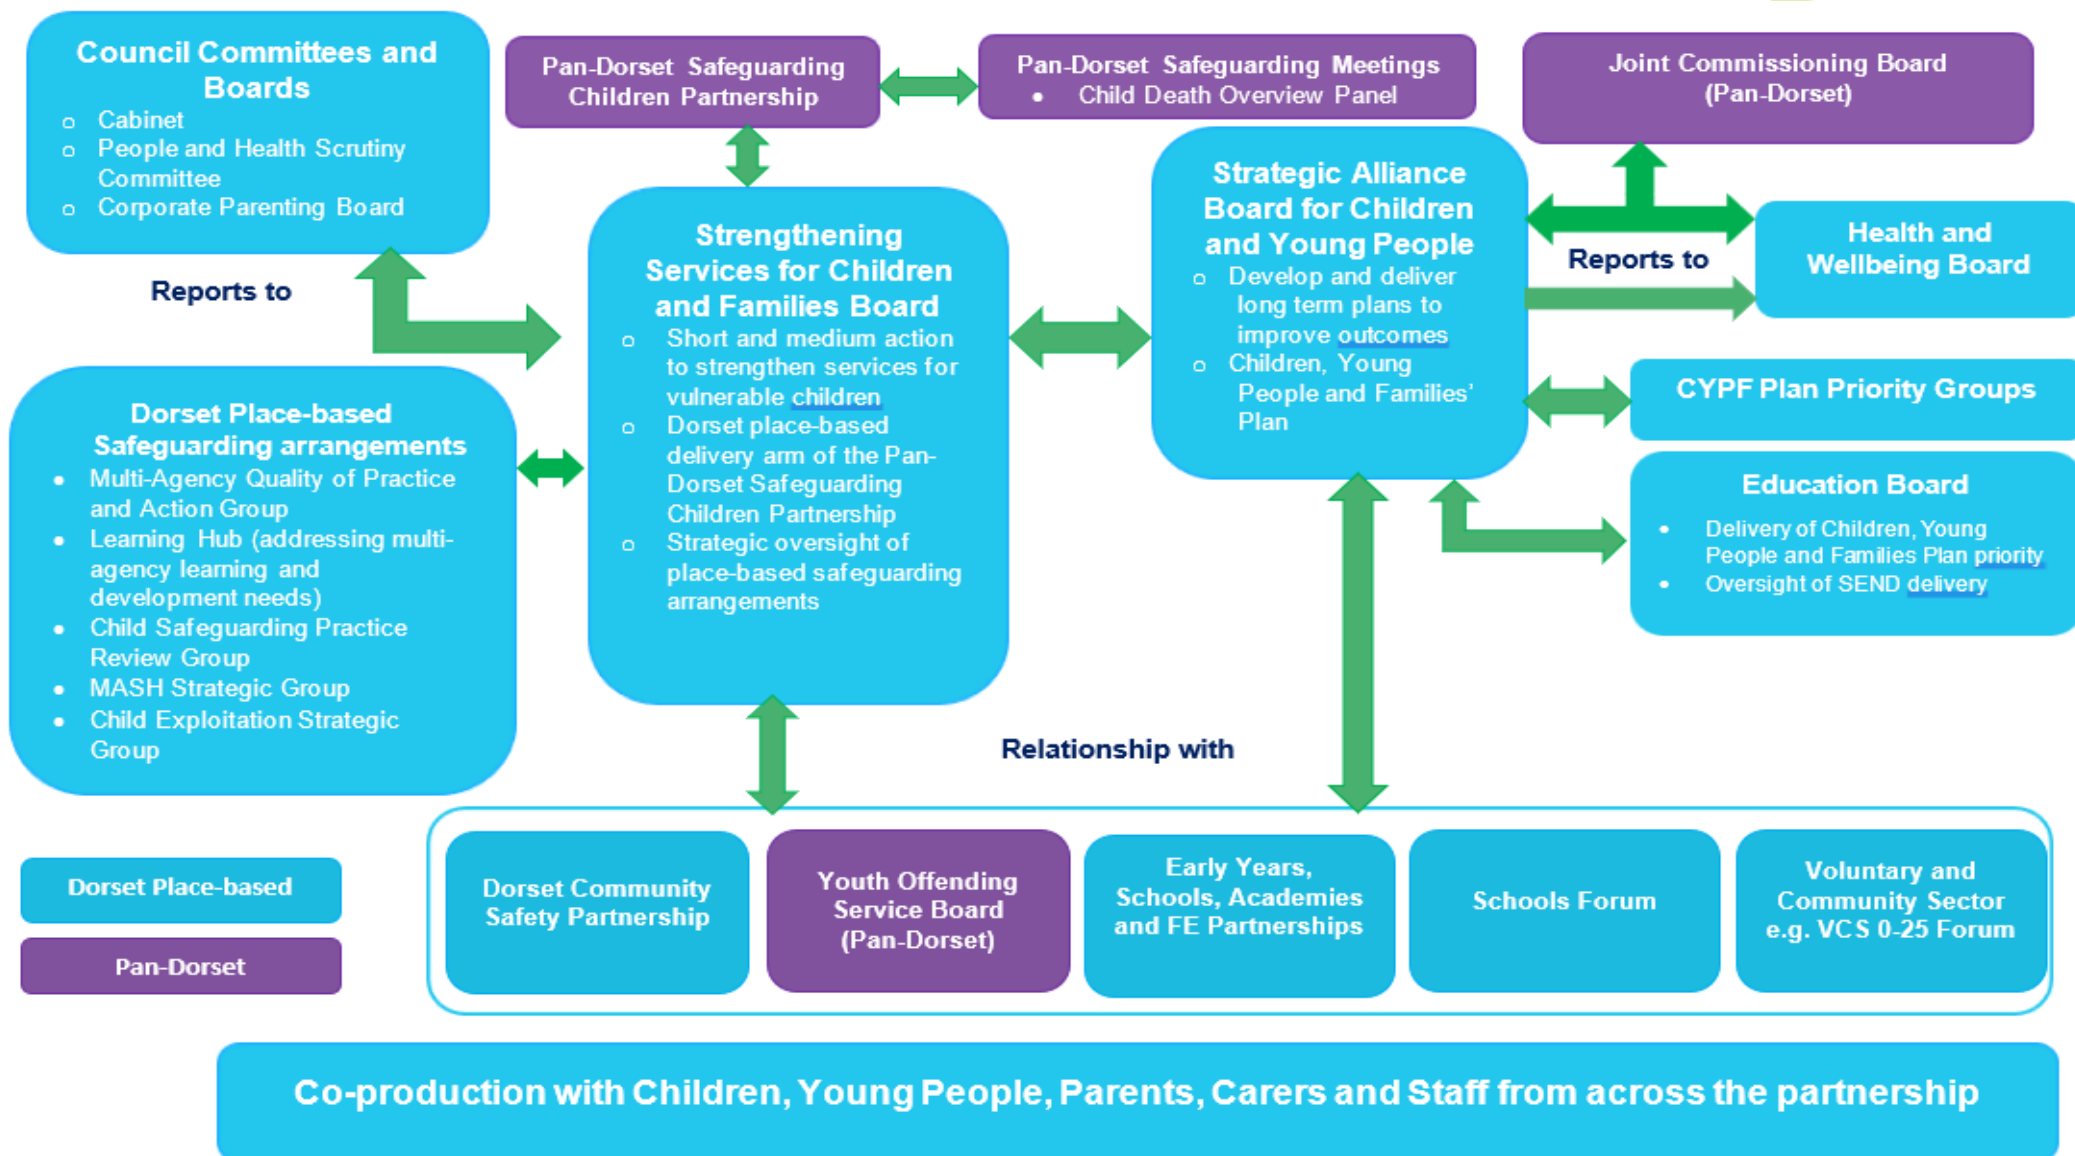 Council Committees and
Boards
o Cabinet
o People and Health Scrutiny
Committee
o Corporate Parenting Board
Pan-Dorset Safeguarding
Children Partnership
Pan-Dorset Safeguarding Meetings
• Child Death Overview Panel
Joint Commissioning Board
(Pan-Dorset)
Reports to
Strengthening
Services for Children
and Families Board
o Short and medium action
to strengthen services for
vulnerable children
o Dorset place-based
delivery arm of the Pan-
Dorset Safeguarding
Children Partnership
o Strategic oversight of
place-based safeguarding
arrangements
Strategic Alliance
Board for Children
and Young People
o Develop and deliver
long term plans to
improve outcomes
o Children, Young
People and Families'
Plan
Reports to
Health and
Wellbeing Board
CYPF Plan Priority Groups
Education Board
• Delivery of Children, Young
People and Families Plan priority
• Oversight of SEND delivery
Dorset Place-based
Safeguarding arrangements
• Multi-Agency Quality of Practice
and Action Group
• Learning Hub (addressing multi-
agency learning and
development needs)
• Child Safeguarding Practice
Review Group
• MASH Strategic Group
• Child Exploitation Strategic
Group
Relationship with
Dorset Place-based
Pan-Dorset
Dorset Community
Safety Partnership
Youth Offending
Service Board
(Pan-Dorset)
Early Years,
Schools, Academies
and FE Partnerships
Schools Forum
Voluntary and
Community Sector
e.g. VCS 0-25 Forum
Co-production with Children, Young People, Parents, Carers and Staff from across the partnership